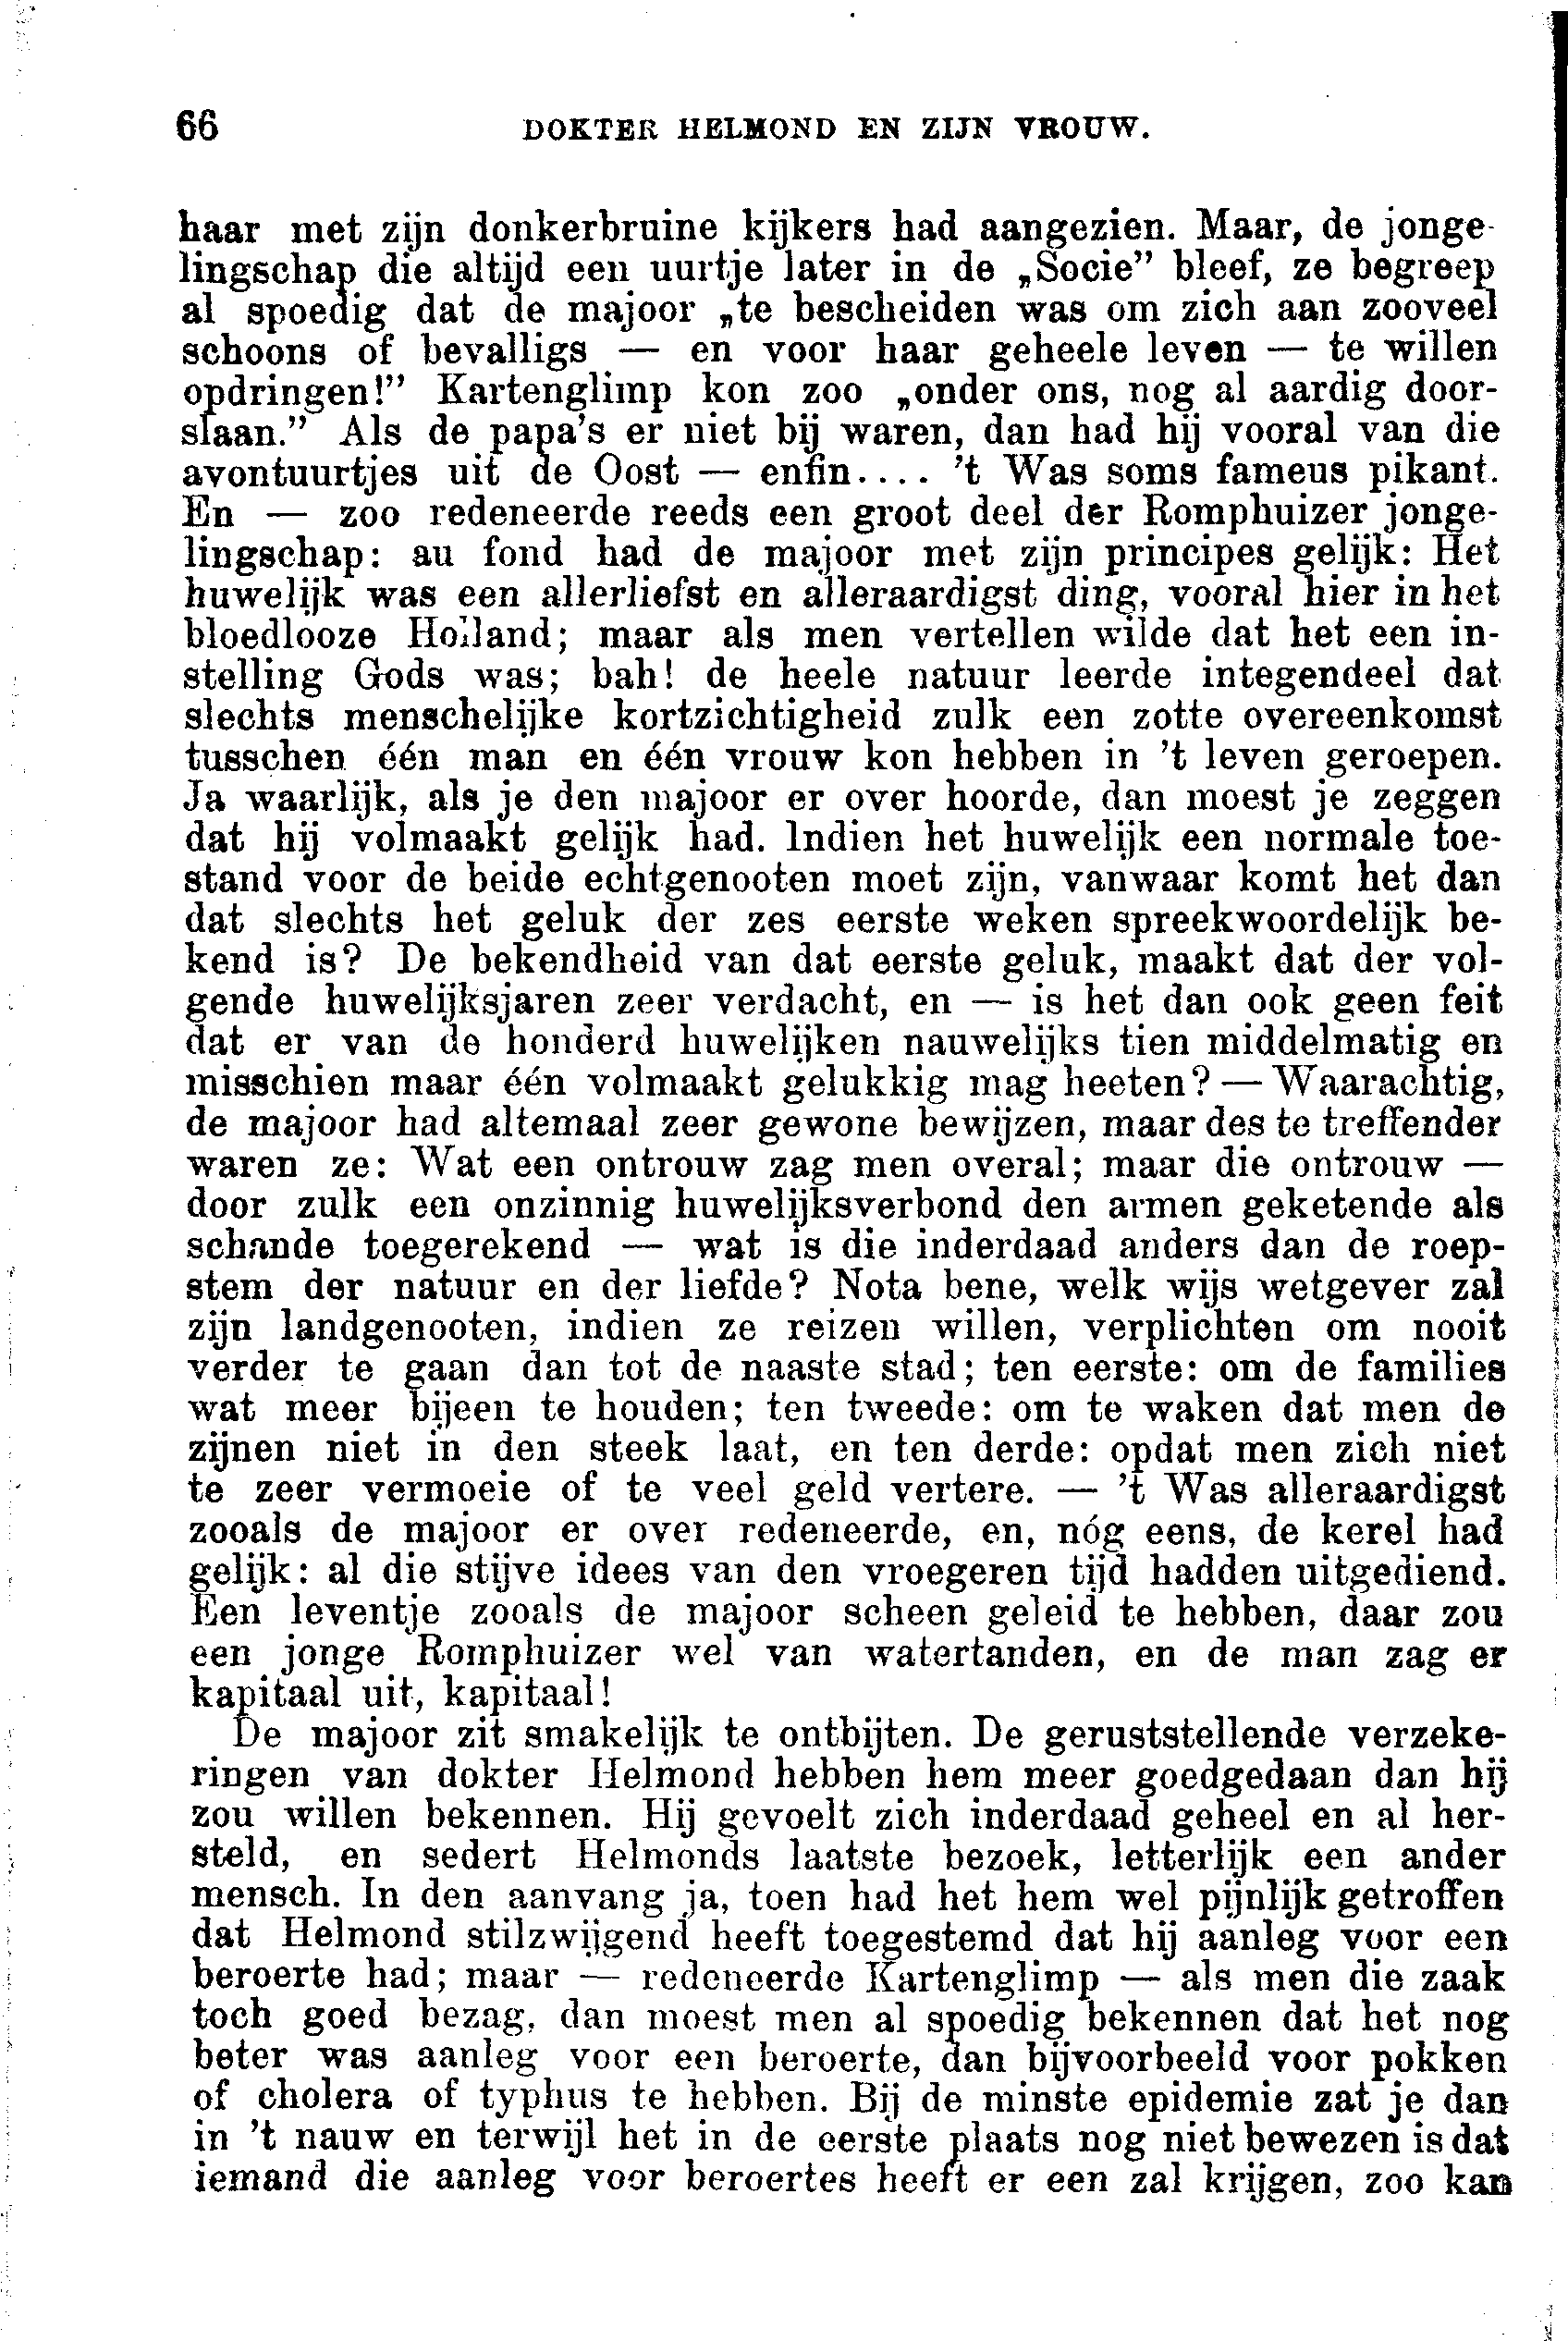 66 DOKTER HELMOND EN ZIJN VROUW.
haar met zijn donkerbruine kijkers had aangezien. Maar, de jonge-
lingschap die altijd een uurtje later in de „Socie” bleef, ze begreep
al spoedig dat de majoor „te bescheiden was om zich aan zooveel
schoons of bevalligs — en voor haar geheele leven — te willen
opdringen!” Kartenglimp kon zoo „onder ons, nog al aardig door-
slaan.” Als de papa's er niet bij waren, dan had hij vooral van die
avontuurtjes uit de Oost — enfin.... 't Was soms fameus pikant.
En — zoo redeneerde reeds een groot deel der Romphuizer jonge-
lingschap: au fond had de majoor met zijn principes gelijk: Het
huwelijk was een allerliefst en alleraardigst ding, vooral hier in het
bloedlooze Holland; maar als men vertellen wilde dat het een in-
stelling Gods was; bah! de heele natuur leerde integendeel dat
slechts menschelijke kortzichtigheid zulk een zotte overeenkomst
tusschen één man en één vrouw kon hebben in 't leven geroepen.
Ja waarlijk, als je den majoor er over hoorde, dan moest je zeggen
dat hij volmaakt gelijk had. Indien het huwelijk een normale toe-
stand voor de beide echtgenooten moet zijn, vanwaar komt het dan
dat slechts het geluk der zes eerste weken spreekwoordelijk be-
kend is? De bekendheid van dat eerste geluk, maakt dat der vol-
gende huwelijksjaren zeer verdacht, en — is het dan ook geen feit
dat er van de honderd huwelijken nauwelijks tien middelmatig en
misschien maar één volmaakt gelukkig mag heeten? — Waarachtig,
de majoor had altemaal zeer gewone bewijzen, maar des te treffender
waren ze: Wat een ontrouw zag men overal; maar die ontrouw —
door zulk een onzinnig huwelijksverbond den armen geketende als
schande toegerekend — wat is die inderdaad anders dan de roep-
stem der natuur en der liefde? Nota bene, welk wijs wetgever zal
zijn landgenooten, indien ze reizen willen, verplichten om nooit
verder te gaan dan tot de naaste stad; ten eerste: om de families
wat meer bijeen te houden; ten tweede: om te waken dat men de
zijnen niet in den steek laat, en ten derde: opdat men zich niet
te zeer vermoeie of te veel geld vertere. — 't Was alleraardigst
zooals de majoor er over redeneerde, en, nóg eens, de kerel had
gelijk: al die stijve idees van den vroegeren tijd hadden uitgediend.
Een leventje zooals de majoor scheen geleid te hebben, daar zou
een jonge Romphuizer wel van watertanden, en de man zag er
kapitaal uit, kapitaal!
De majoor zit smakelijk te ontbijten. De geruststellende verzeke-
ringen van dokter Helmond hebben hem meer goedgedaan dan hij
zou willen bekennen. Hij gevoelt zich inderdaad geheel en al her-
steld, en sedert Helmonds laatste bezoek, letterlijk een ander
mensch. In den aanvang ja, toen had het hem wel pijnlijk getroffen
dat Helmond stilzwijgend heeft toegestemd dat hij aanleg voor een
beroerte had; maar — redeneerde Kartenglimp — als men die zaak
toch goed bezag, dan moest men al spoedig bekennen dat het nog
beter was aanleg voor een beroerte, dan bijvoorbeeld voor pokken
of cholera of typhus te hebben. Bij de minste epidemie zat je dan
in 't nauw en terwijl het in de eerste plaats nog niet bewezen is dat
iemand die aanleg voor beroertes heeft er een zal krijgen, zoo kan